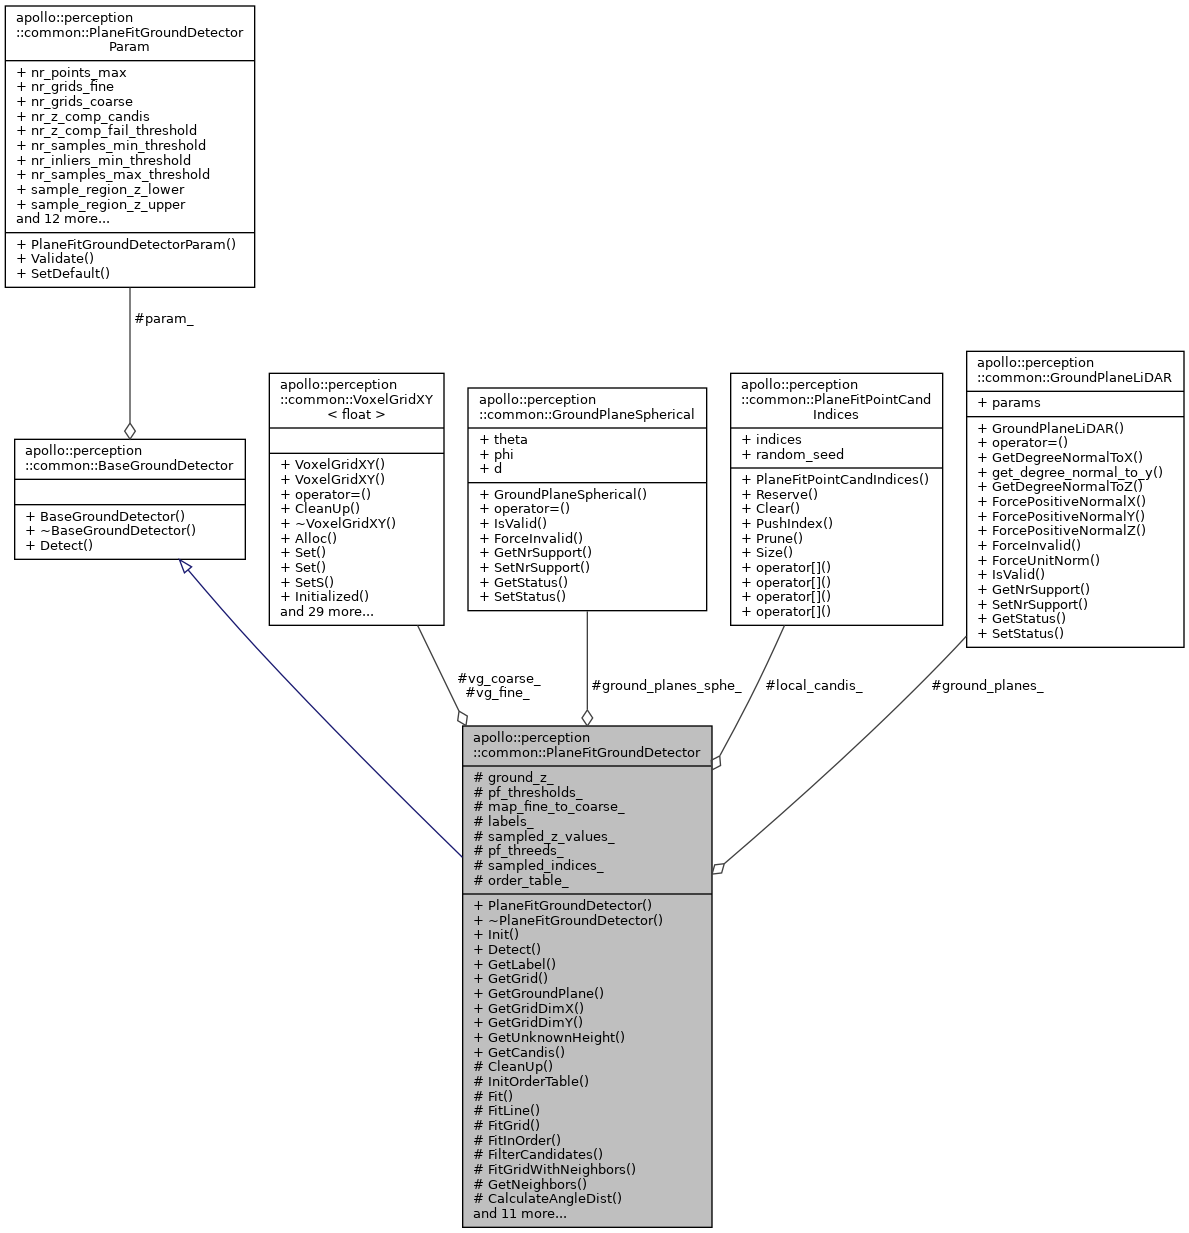 apollo::perception
::common::PlaneFitGroundDetector
Param
+ nr_points_max
+ nr_grids_fine
+ nr_grids_coarse
+ nr_z_comp_candis
+ nr_z_comp_fail_threshold
+ nr_samples_min_threshold
+ nr_inliers_min_threshold
+ nr_samples_max_threshold
+ sample_region_z_lower
+ sample_region_z_upper
and 12 more...
+ PlaneFitGroundDetectorParam()
+ Validate()
+ SetDefault()
#param_
apollo::perception
::common::BaseGroundDetector
+ BaseGroundDetector()
+ ~BaseGroundDetector()
+ Detect()
apollo::perception
::common::VoxelGridXY
< float >
+ VoxelGridXY()
+ VoxelGridXY()
+ operator=()
+ CleanUp()
+ ~VoxelGridXY()
+ Alloc()
+ Set()
+ Set()
+ SetS()
+ Initialized()
and 29 more...
apollo::perception
::common::GroundPlaneSpherical
+ theta
+ phi
+ d
+ GroundPlaneSpherical()
+ operator=()
+ IsValid()
+ ForceInvalid()
+ GetNrSupport()
+ SetNrSupport()
+ GetStatus()
+ SetStatus()
apollo::perception
::common::PlaneFitPointCand
Indices
+ indices
+ random_seed
+ PlaneFitPointCandIndices()
+ Reserve()
+ Clear()
+ PushIndex()
+ Prune()
+ Size()
+ operator[]()
+ operator[]()
+ operator[]()
+ operator[]()
apollo::perception
::common::GroundPlaneLiDAR
+ params
+ GroundPlaneLiDAR()
+ operator=()
+ GetDegreeNormalToX()
+ get_degree_normal_to_y()
+ GetDegreeNormalToZ()
+ ForcePositiveNormalX()
+ ForcePositiveNormalY()
+ ForcePositiveNormalZ()
+ ForceInvalid()
+ ForceUnitNorm()
+ IsValid()
+ GetNrSupport()
+ SetNrSupport()
+ GetStatus()
+ SetStatus()
#vg_coarse_
#vg_fine_
#ground_planes_sphe_
#local_candis_
#ground_planes_
apollo::perception
::common::PlaneFitGroundDetector
# ground_z_
# pf_thresholds_
# map_fine_to_coarse_
# labels_
# sampled_z_values_
# pf_threeds_
# sampled_indices_
# order_table_
+ PlaneFitGroundDetector()
+ ~PlaneFitGroundDetector()
+ Init()
+ Detect()
+ GetLabel()
+ GetGrid()
+ GetGroundPlane()
+ GetGridDimX()
+ GetGridDimY()
+ GetUnknownHeight()
+ GetCandis()
# CleanUp()
# InitOrderTable()
# Fit()
# FitLine()
# FitGrid()
# FitInOrder()
# FilterCandidates()
# FitGridWithNeighbors()
# GetNeighbors()
# CalculateAngleDist()
and 11 more...